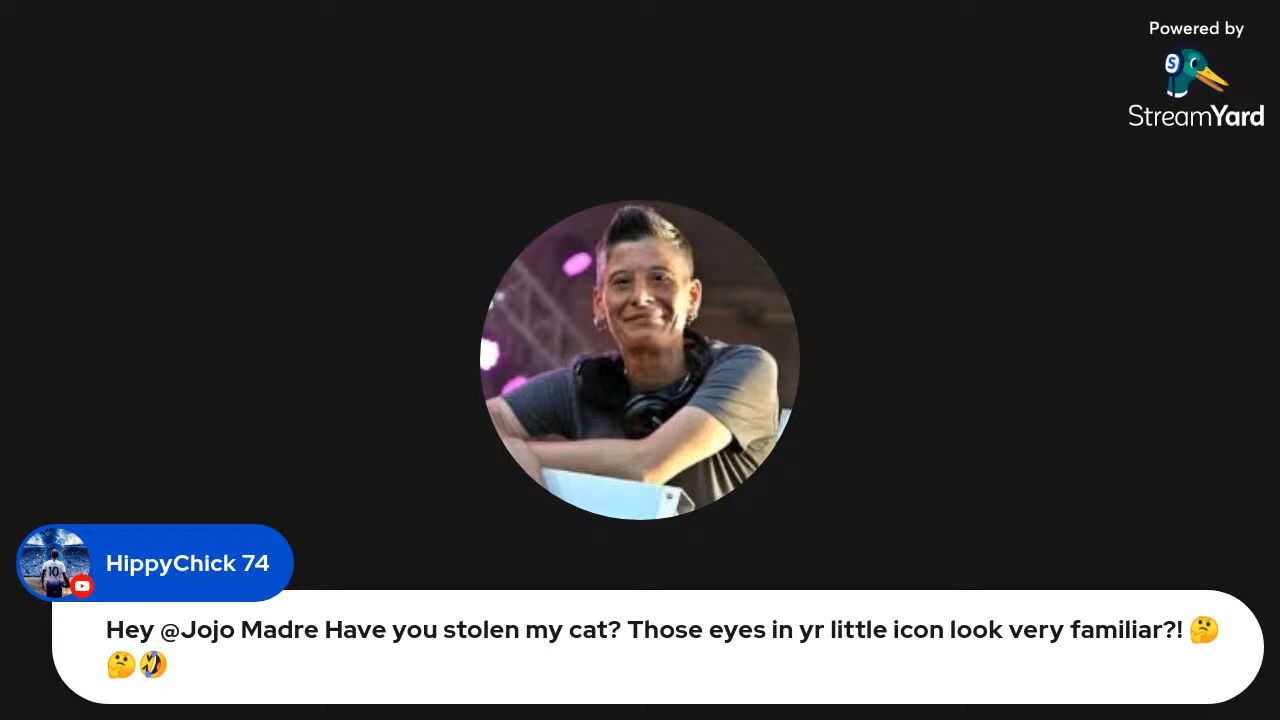 Powered by
S
StreamYard
HippyChick 74
10
Hey @Jojo Madre Have you stolen my cat? Those eyes in yr little icon look very familiar?! 🤔
🤔🤣